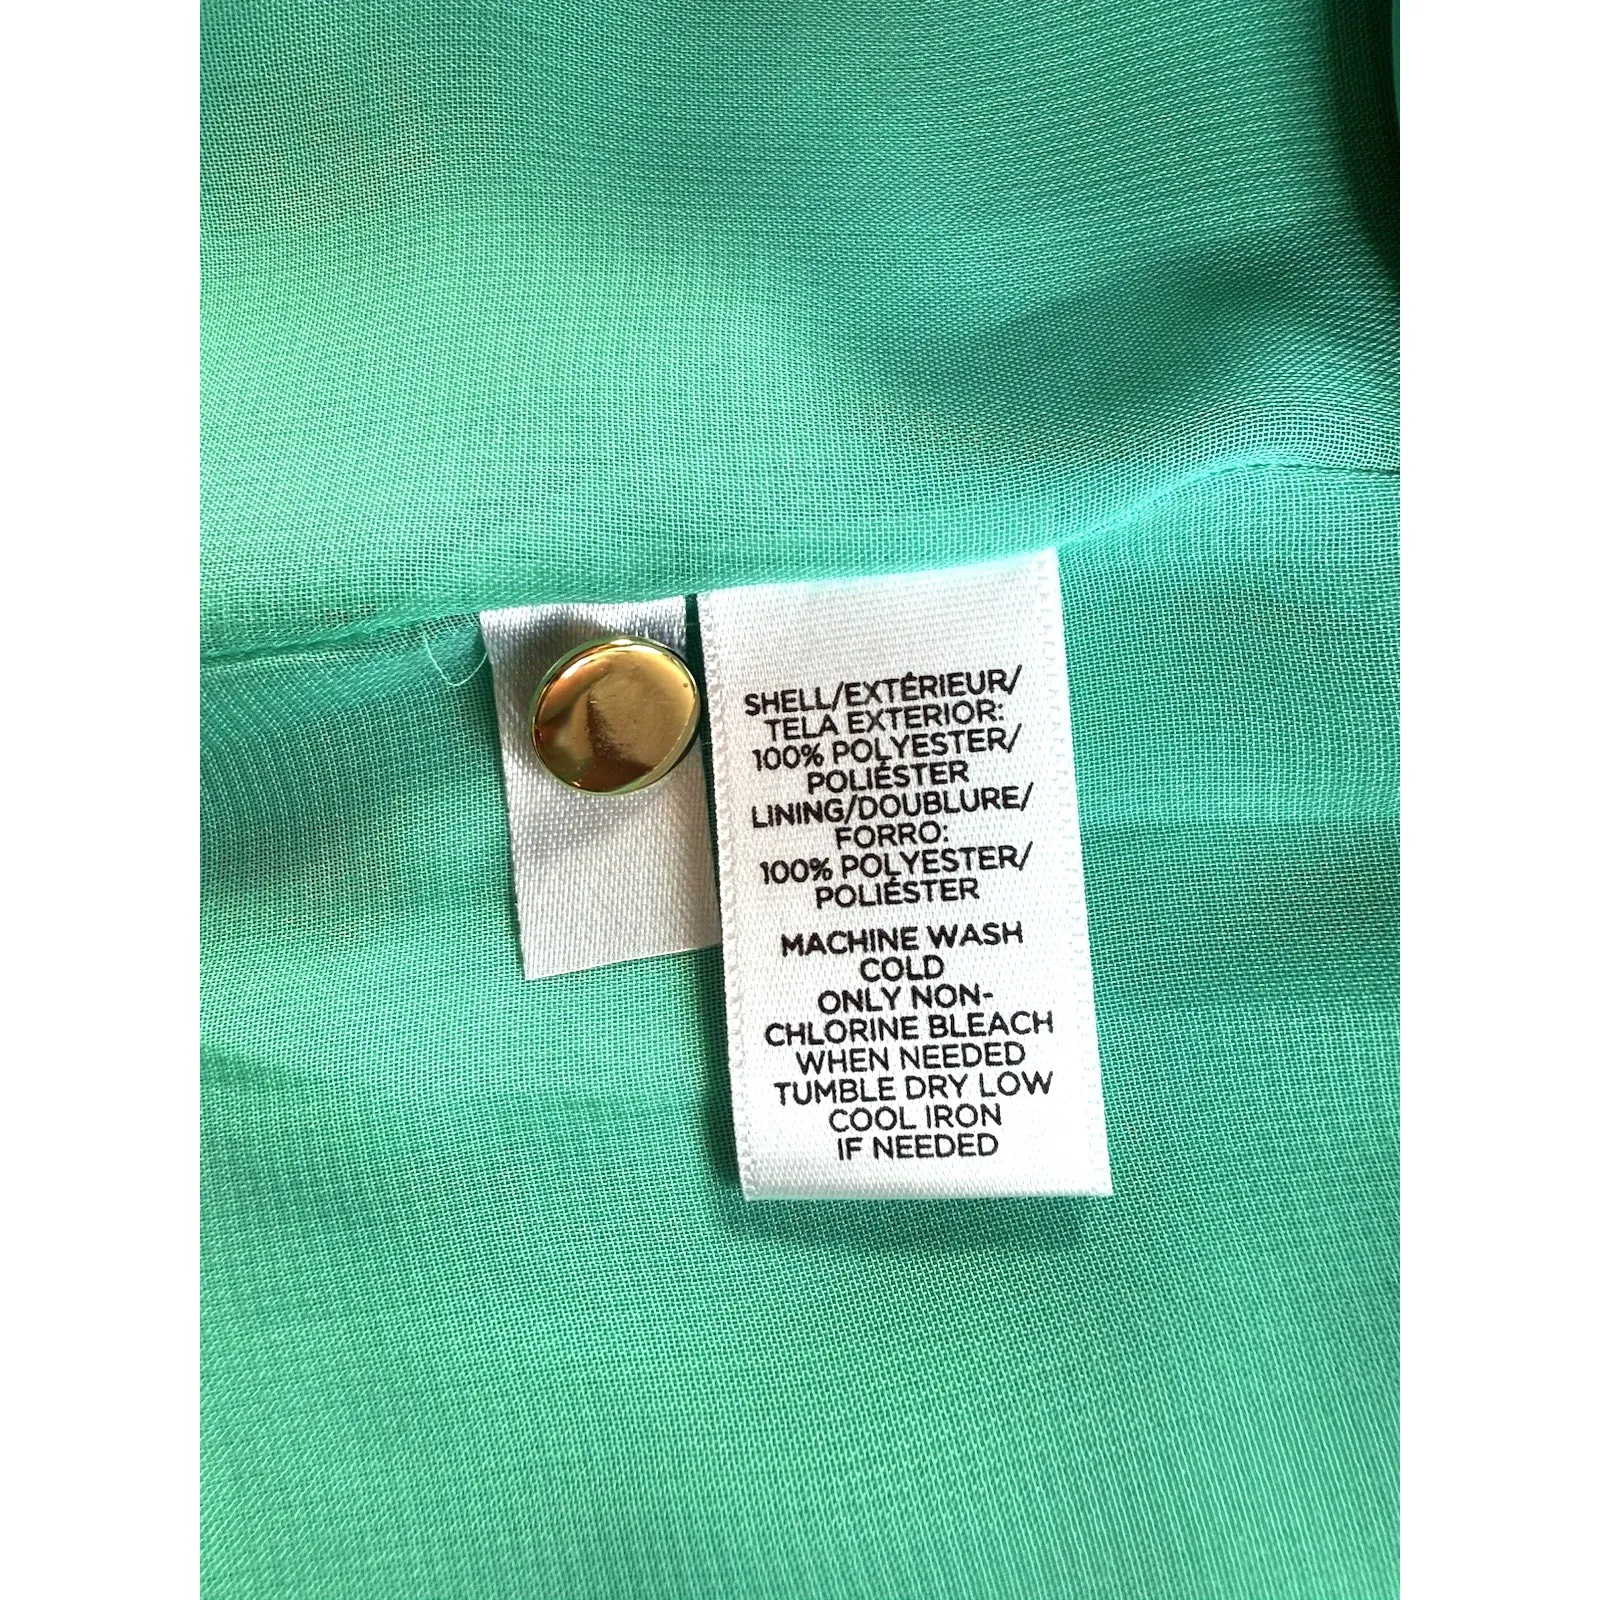 SHELL/EXTÉRIEUR/
TELA EXTERIOR:
100% POLYESTER/
POLIÉSTER
LINING/DOUBLURE/
FORRO:
100% POLYESTER/
POLIÉSTER
MACHINE WASH
COLD
ONLY NON-
CHLORINE BLEACH
WHEN NEEDED
TUMBLE DRY LOW
COOL IRON
IF NEEDED